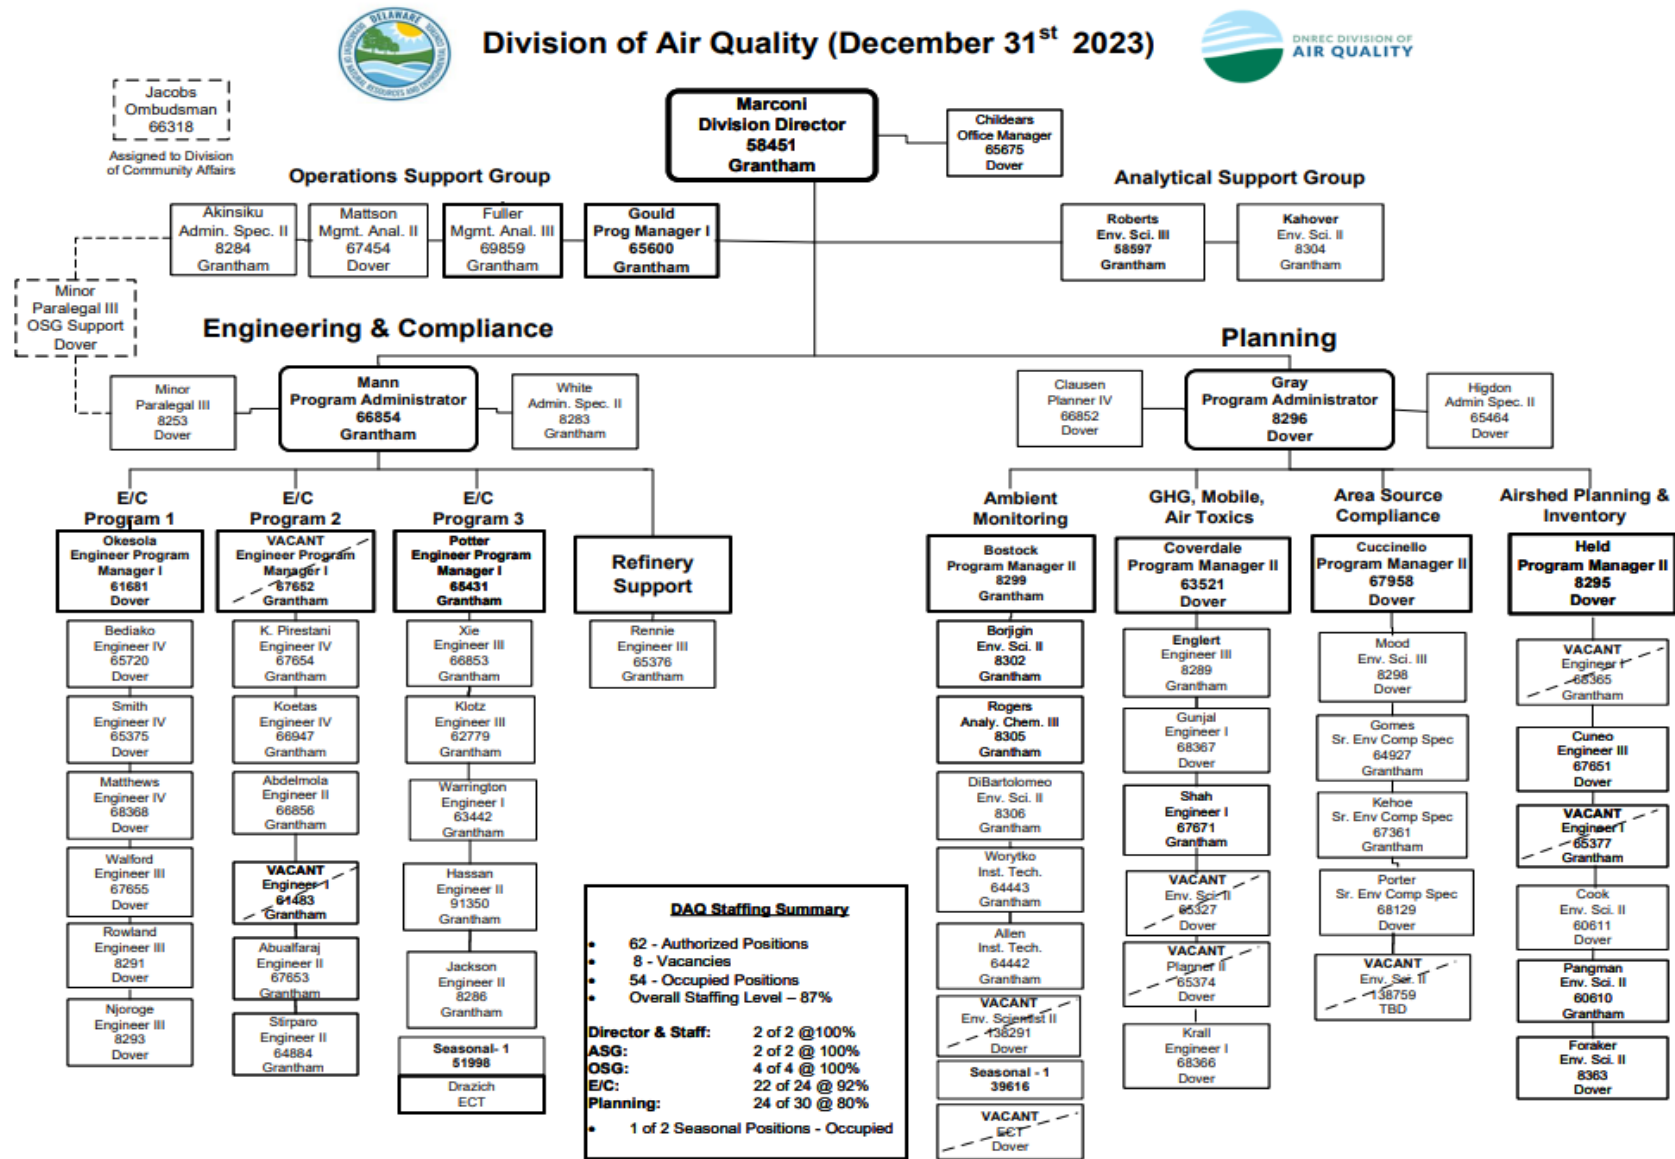 Division of Air Quality (December 31st 2023)
DELAWARE
DNREC DIVISION OF
AIR QUALITY
Jacobs
Ombudsman
66318
Assigned to Division
of Community Affairs
Marconi
Division Director
58451
Grantham
Childears
Office Manager
65675
Dover
Operations Support Group
Analytical Support Group
Akinsiku
Admin. Spec. II
8284
Grantham
Mattson
Mgmt. Anal. II
67454
Dover
Fuller
Mgmt. Anal. III
69859
Grantham
Gould
Prog Manager I
65600
Grantham
Roberts
Env. Sci. III
58597
Grantham
Kahover
Env. Sci. II
8304
Grantham
Minor
Paralegal III
OSG Support
Dover
Engineering & Compliance
Planning
Minor
Paralegal III
8253
Dover
Mann
Program Administrator
66854
Grantham
White
Admin. Spec. II
8283
Grantham
Clausen
Planner IV
66852
Dover
Gray
Program Administrator
8296
Dover
Higdon
Admin Spec. II
65464
Dover
E/C
Program 1
Okesola
Engineer Program
Manager I
61681
Dover
Bediako
Engineer IV
65720
Dover
Smith
Engineer IV
65375
Dover
Matthews
Engineer IV
68368
Dover
Walford
Engineer III
67655
Dover
Rowland
Engineer III
8291
Dover
Njoroge
Engineer III
8293
Dover
E/C
Program 2
VACANT
Engineer Program
Manager I
67652
Grantham
K. Pirestani
Engineer IV
67654
Grantham
Koetas
Engineer IV
66947
Grantham
Abdelmola
Engineer II
66856
Grantham
VACANT
Engineer I
61483
Grantham
Abualfaraj
Engineer II
67653
Grantham
Stirparo
Engineer II
64884
Grantham
E/C
Program 3
Potter
Engineer Program
Manager I
65431
Grantham
Xie
Engineer III
66853
Grantham
Klotz
Engineer III
62779
Grantham
Warrington
Engineer I
63442
Grantham
Hassan
Engineer II
91350
Grantham
Jackson
Engineer II
8286
Grantham
Seasonal- 1
51998
Drazich
ECT
Refinery
Support
Rennie
Engineer III
65376
Grantham
DAQ Staffing Summary
• 62 - Authorized Positions
• 8 - Vacancies
• 54 - Occupied Positions
• Overall Staffing Level – 87%
Director & Staff: 2 of 2 @100%
ASG: 2 of 2 @ 100%
OSG: 4 of 4 @ 100%
E/C: 22 of 24 @ 92%
Planning: 24 of 30 @ 80%
• 1 of 2 Seasonal Positions - Occupied
Ambient
Monitoring
Bostock
Program Manager II
8299
Grantham
Borjigin
Env. Sci. II
8302
Grantham
Rogers
Analy. Chem. III
8305
Grantham
DiBartolomeo
Env. Sci. II
8306
Grantham
Worytko
Inst. Tech.
64443
Grantham
Allen
Inst. Tech.
64442
Grantham
VACANT
Env. Scientist II
138291
Dover
Seasonal - 1
39616
VACANT
ECT
Dover
GHG, Mobile,
Air Toxics
Coverdale
Program Manager II
63521
Dover
Englert
Engineer III
8289
Grantham
Gunjal
Engineer I
68367
Dover
Shah
Engineer I
67671
Grantham
VACANT
Env. Sci. II
65327
Dover
VACANT
Planner II
65374
Dover
Krall
Engineer I
68366
Dover
Area Source
Compliance
Cuccinello
Program Manager II
67958
Dover
Mood
Env. Sci. III
8298
Dover
Gomes
Sr. Env Comp Spec
64927
Grantham
Kehoe
Sr. Env Comp Spec
67361
Grantham
Porter
Sr. Env Comp Spec
68129
Dover
VACANT
Env. Sci. II
138759
TBD
Airshed Planning &
Inventory
Held
Program Manager II
8295
Dover
VACANT
Engineer I
68365
Grantham
Cuneo
Engineer III
67651
Dover
VACANT
Engineer I
65377
Grantham
Cook
Env. Sci. II
60611
Dover
Pangman
Env. Sci. II
60610
Grantham
Foraker
Env. Sci. II
8363
Dover